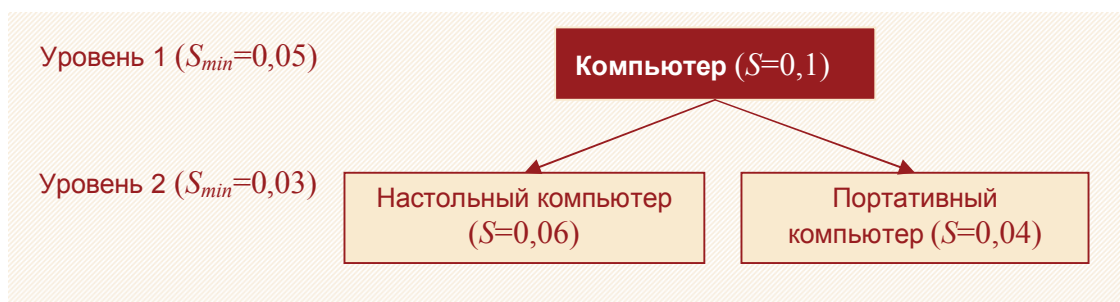 Уровень 1 (Smin=0,05)
Компьютер (S=0,1)
Уровень 2 (Smin=0,03)
Настольный компьютер
(S=0,06)
Портативный
компьютер (S=0,04)